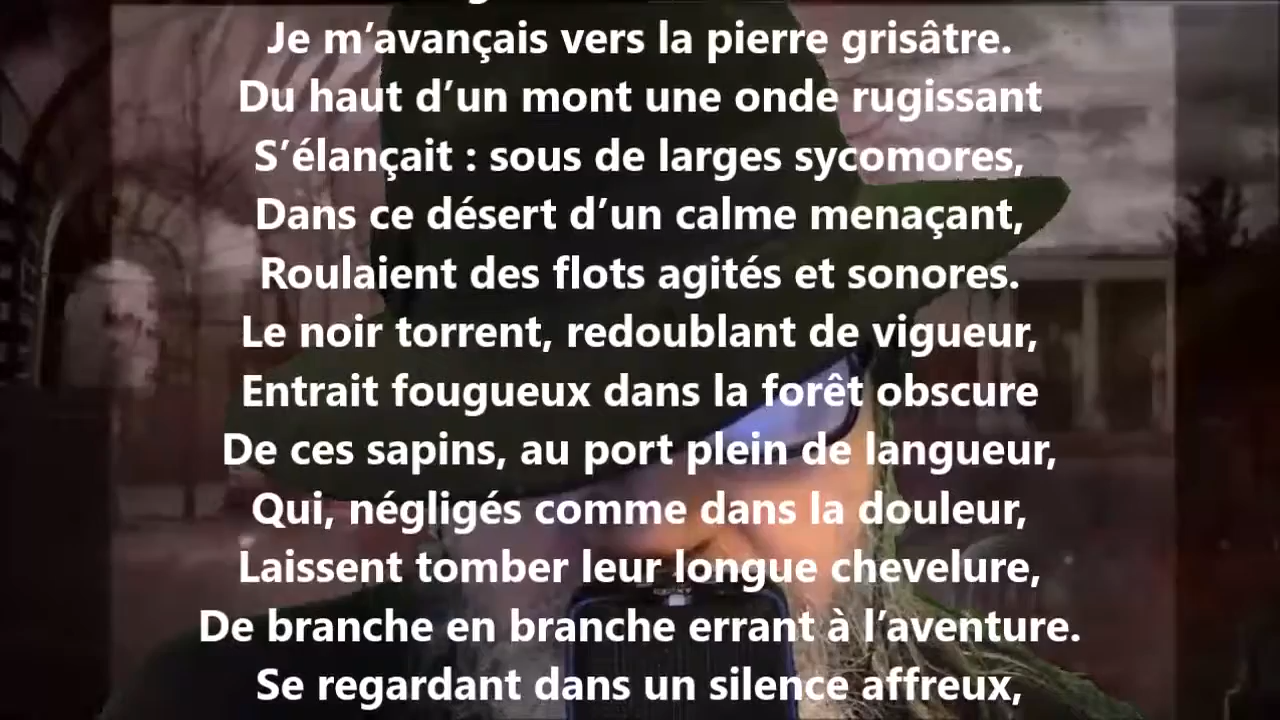 Je m’avançais vers la pierre grisâtre.
Du haut d’un mont une onde rugissant
S’élançait : sous de larges sycomores,
Dans ce désert d’un calme menaçant,
Roulaient des flots agités et sonores.
Le noir torrent, redoublant de vigueur,
Entrait fougueux dans la forêt obscure
De ces sapins, au port plein de langueur,
Qui, négligés comme dans la douleur,
Laissent tomber leur longue chevelure,
De branche en branche errant à l’aventure.
Se regardant dans un silence affreux,